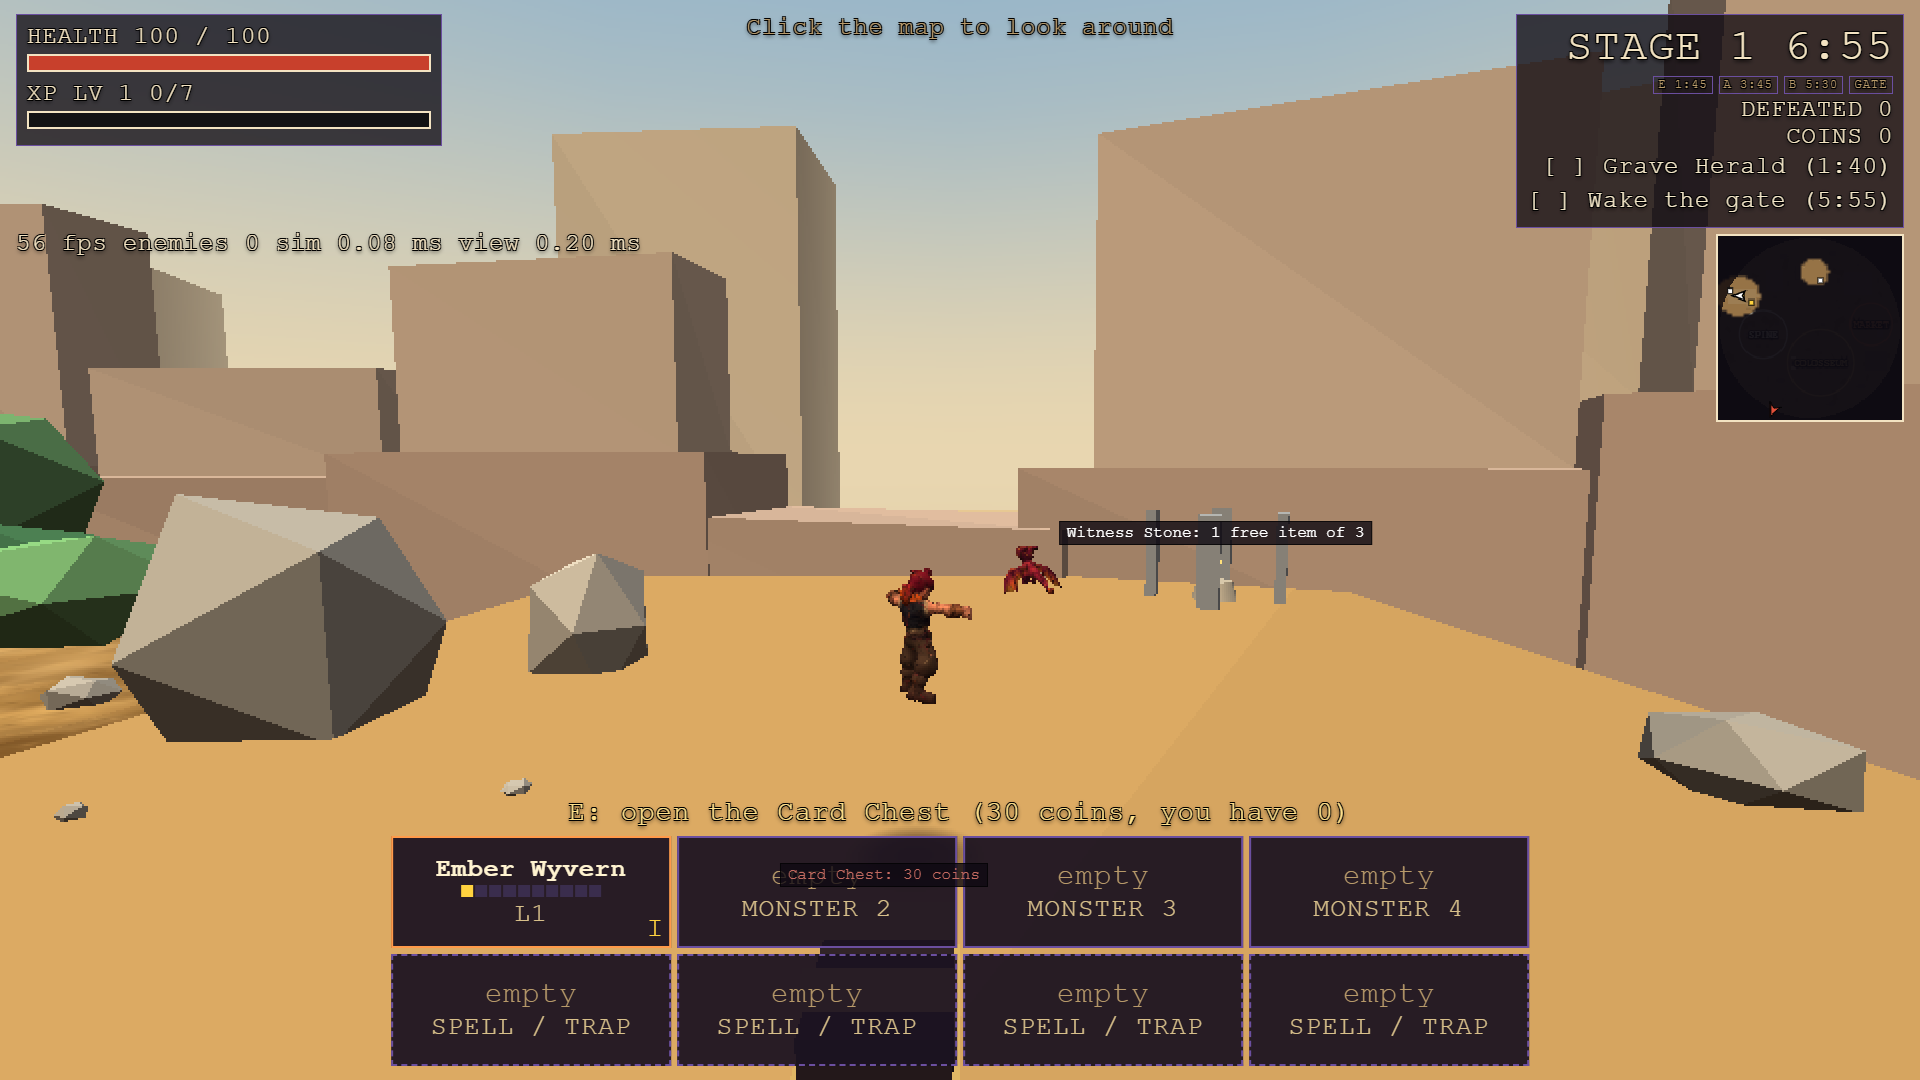 HEALTH 100 / 100
XP LV 1 0/7
Click the map to look around
STAGE 1 6:55
E 1:45 A 3:45 B 5:30 GATE
DEFEATED 0
COINS 0
[ ] Grave Herald (1:40)
[ ] Wake the gate (5:55)
56 fps enemies 0 sim 0.08 ms view 0.20 ms
Witness Stone: 1 free item of 3
E: open the Card Chest (30 coins, you have 0)
Ember Wyvern
L1
I
empty
MONSTER 2
Card Chest: 30 coins
empty
MONSTER 3
empty
MONSTER 4
empty
SPELL / TRAP
empty
SPELL / TRAP
empty
SPELL / TRAP
empty
SPELL / TRAP